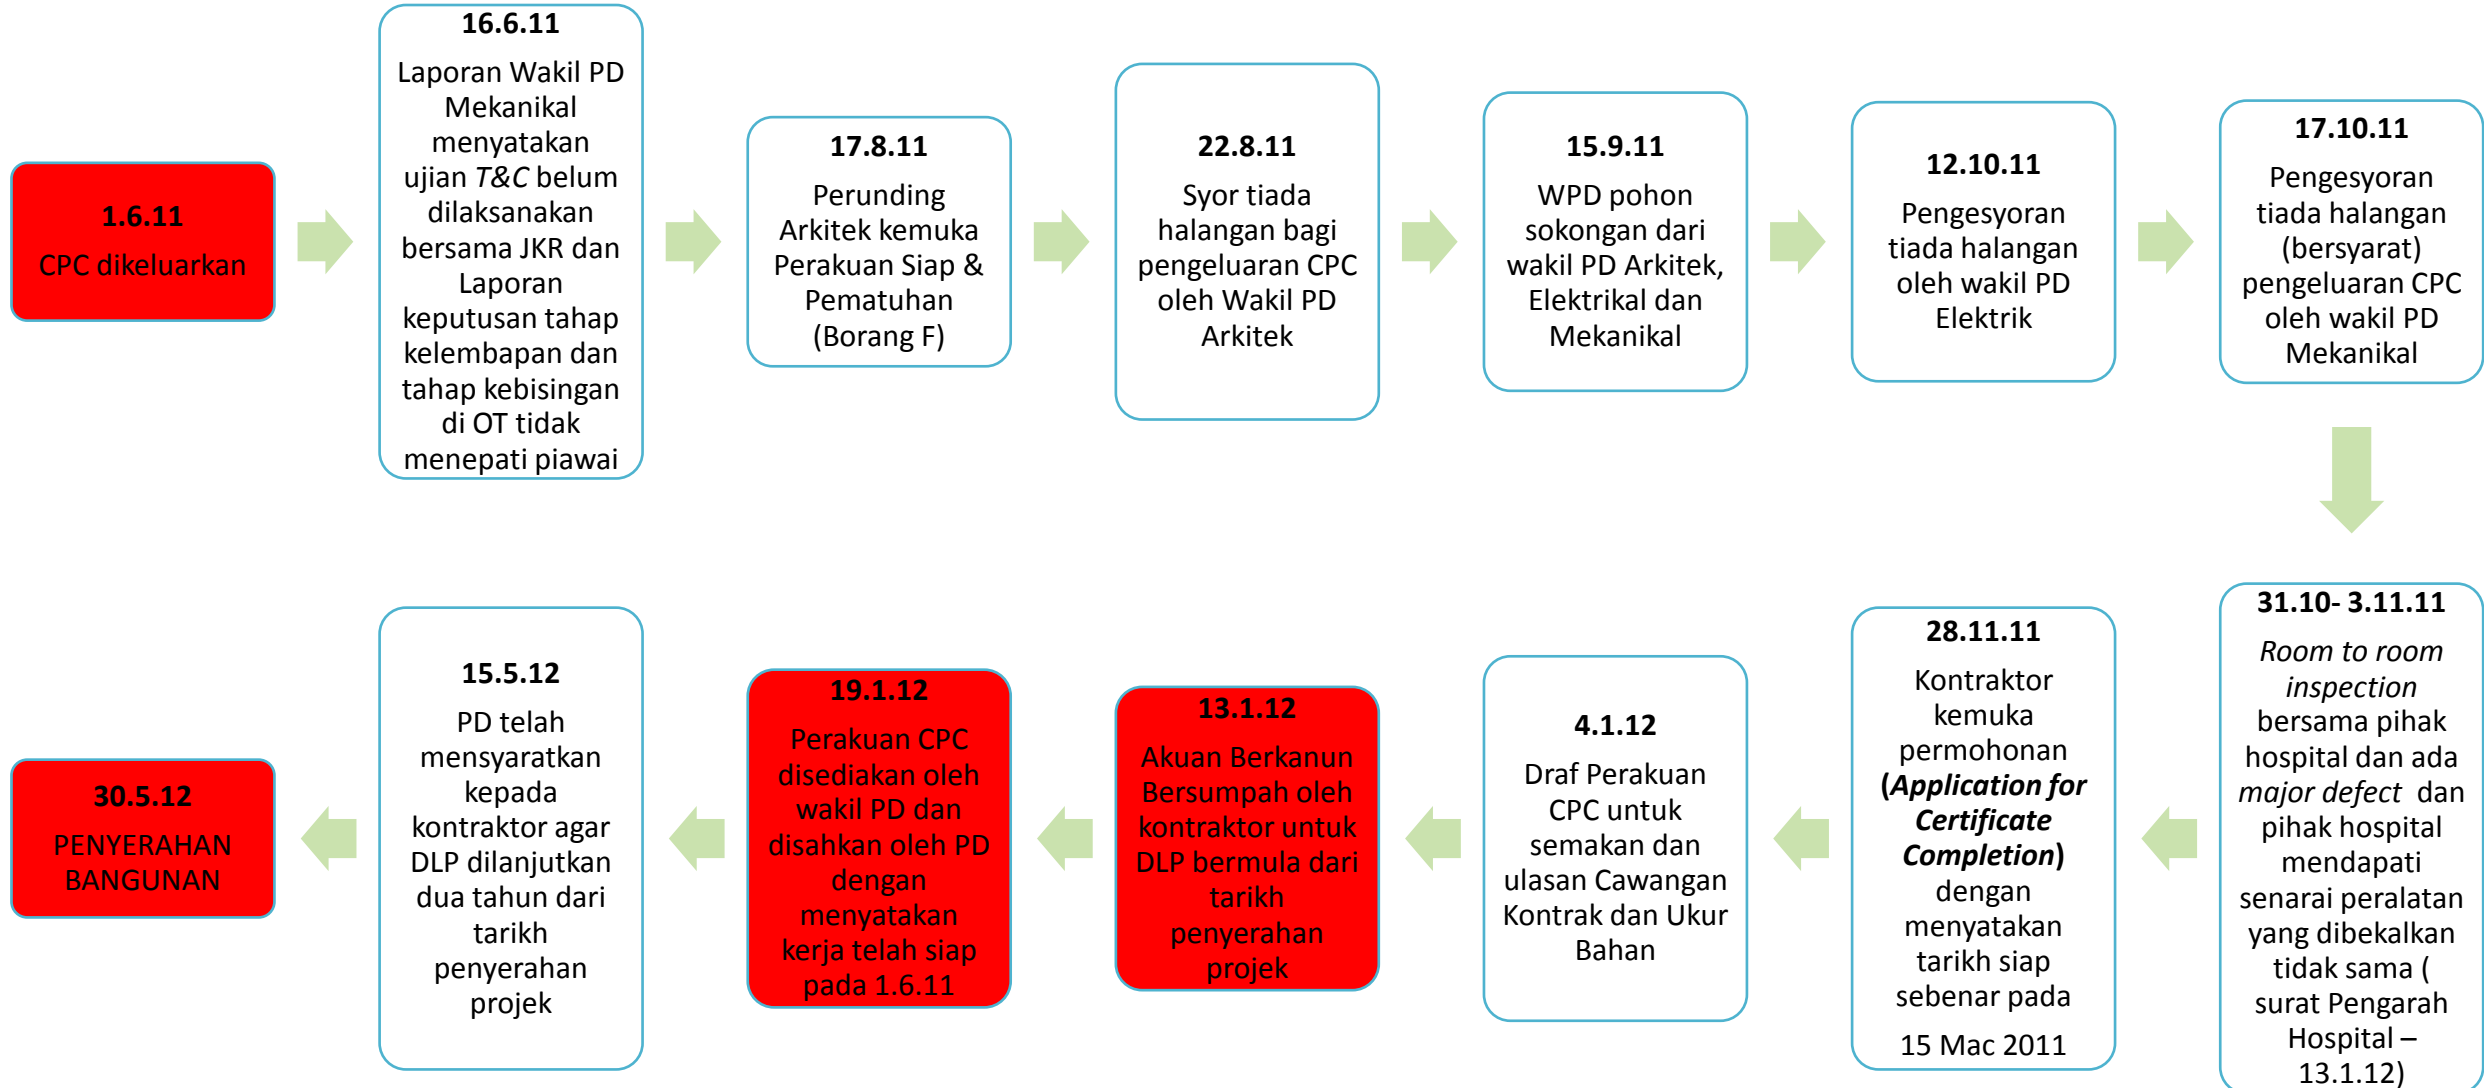 1.6.11
CPC dikeluarkan
16.6.11
Laporan Wakil PD
Mekanikal
menyatakan
ujian T&C belum
dilaksanakan
bersama JKR dan
Laporan
keputusan tahap
kelembapan dan
tahap kebisingan
di OT tidak
menepati piawai
17.8.11
Perunding
Arkitek kemuka
Perakuan Siap &
Pematuhan
(Borang F)
22.8.11
Syor tiada
halangan bagi
pengeluaran CPC
oleh Wakil PD
Arkitek
15.9.11
WPD pohon
sokongan dari
wakil PD Arkitek,
Elektrikal dan
Mekanikal
12.10.11
Pengesyoran
tiada halangan
oleh wakil PD
Elektrik
17.10.11
Pengesyoran
tiada halangan
(bersyarat)
pengeluaran CPC
oleh wakil PD
Mekanikal
31.10- 3.11.11
Room to room
inspection
bersama pihak
hospital dan ada
major defect dan
pihak hospital
mendapati
senarai peralatan
yang dibekalkan
tidak sama (
surat Pengarah
Hospital –
13.1.12)
28.11.11
Kontraktor
kemuka
permohonan
(Application for
Certificate
Completion)
dengan
menyatakan
tarikh siap
sebenar pada
15 Mac 2011
4.1.12
Draf Perakuan
CPC untuk
semakan dan
ulasan Cawangan
Kontrak dan Ukur
Bahan
13.1.12
Akuan Berkanun
Bersumpah oleh
kontraktor untuk
DLP bermula dari
tarikh
penyerahan
projek
19.1.12
Perakuan CPC
disediakan oleh
wakil PD dan
disahkan oleh PD
dengan
menyatakan
kerja telah siap
pada 1.6.11
15.5.12
PD telah
mensyaratkan
kepada
kontraktor agar
DLP dilanjutkan
dua tahun dari
tarikh
penyerahan
projek
30.5.12
PENYERAHAN
BANGUNAN